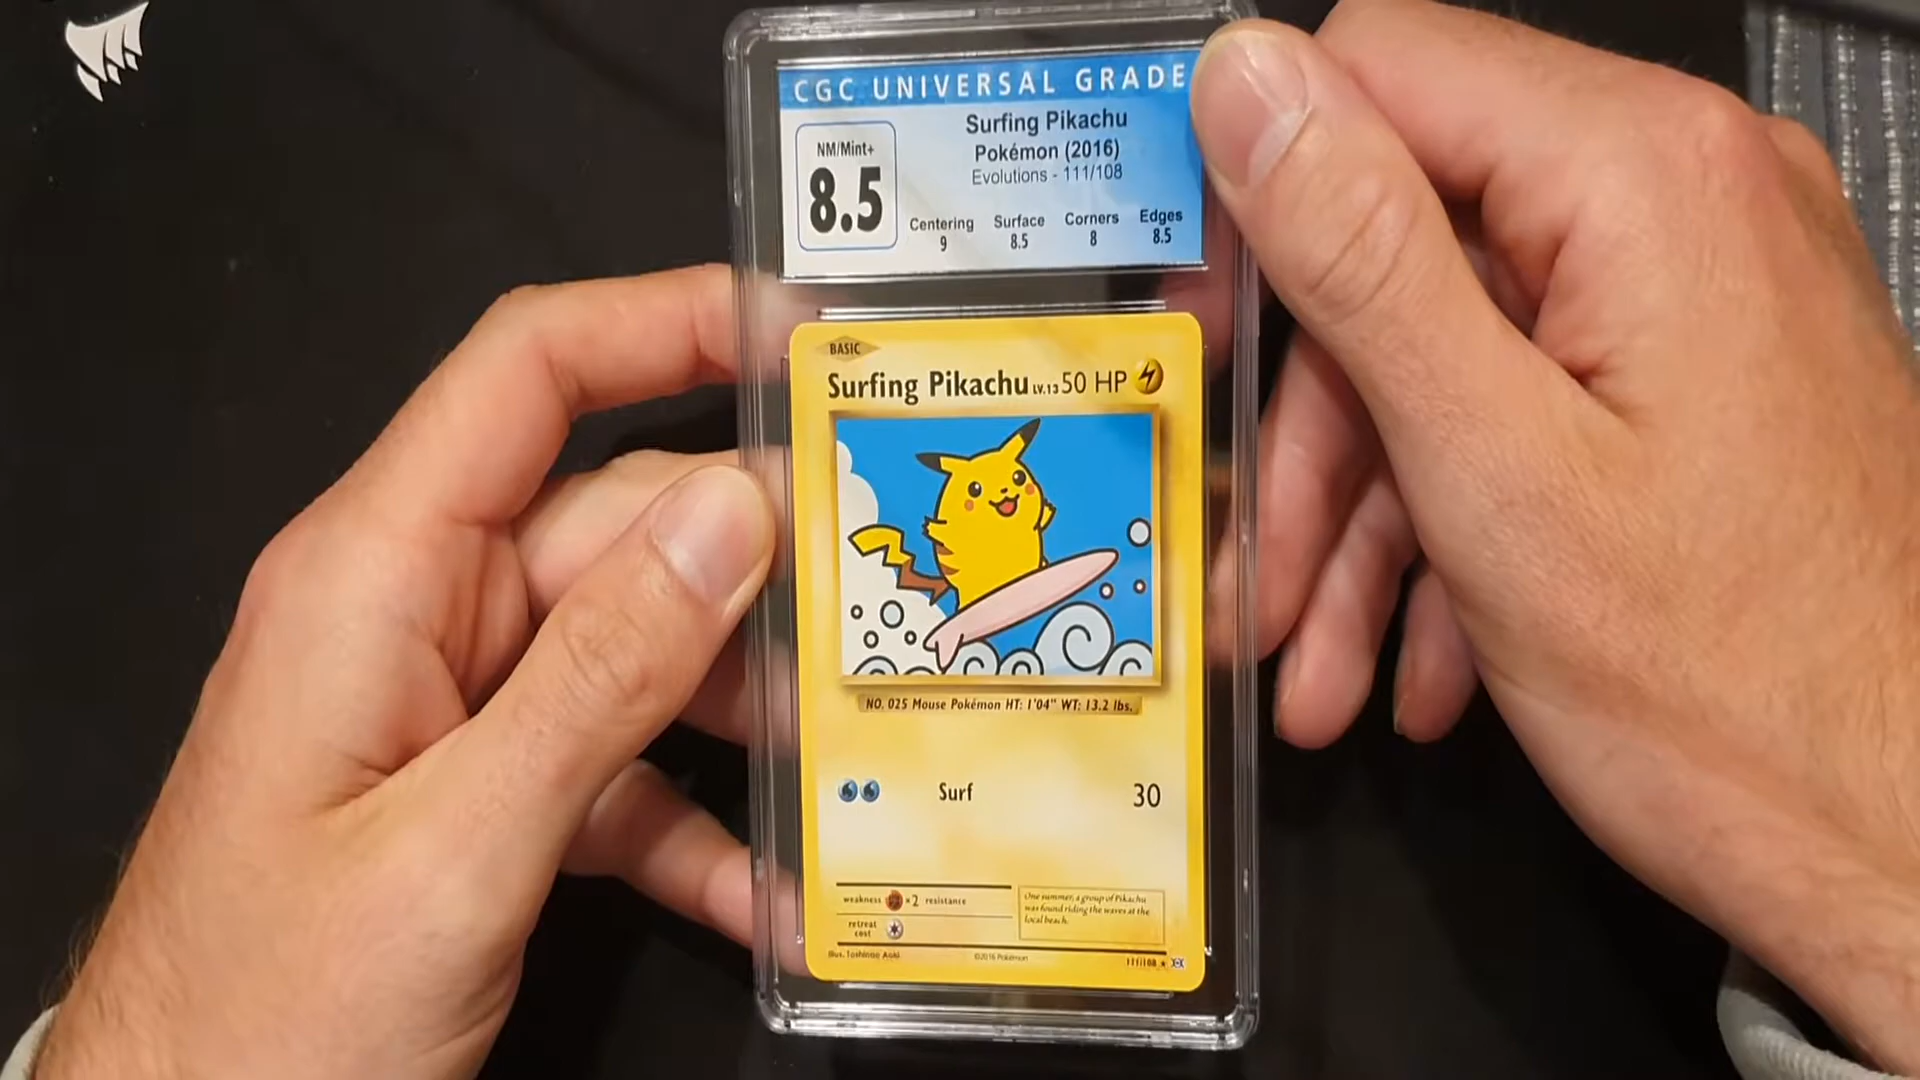 CGC UNIVERSAL GRADE
NM/Mint+
8.5
Surfing Pikachu
Pokémon (2016)
Evolutions - 111/108
Centering Surface Corners Edges
9 8.5 8 8.5
BASIC
Surfing Pikachu LV.13 50 HP
NO. 025 Mouse Pokémon HT: 1'04" WT: 13.2 lbs.
Surf 30
weakness ×2 resistance
retreat
cost
One summer, a group of Pikachu
was found riding the waves at the
local beach.
Illus. Toshinao Aoki ©2016 Pokémon 111/108 ★